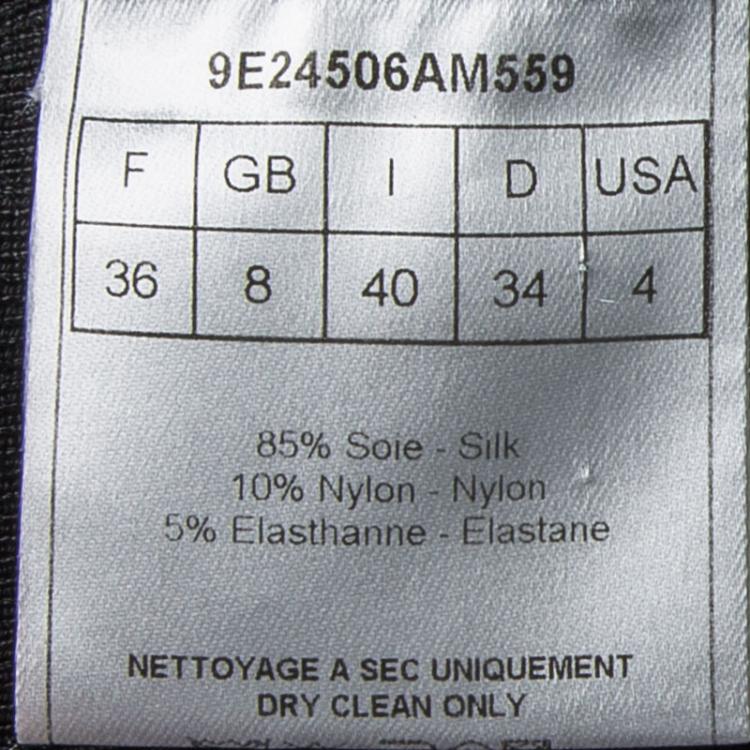 9E24506AM559
F GB I D USA
36 8 40 34 4
85% Soie - Silk
10% Nylon - Nylon
5% Elasthanne - Elastane
NETTOYAGE A SEC UNIQUEMENT
DRY CLEAN ONLY